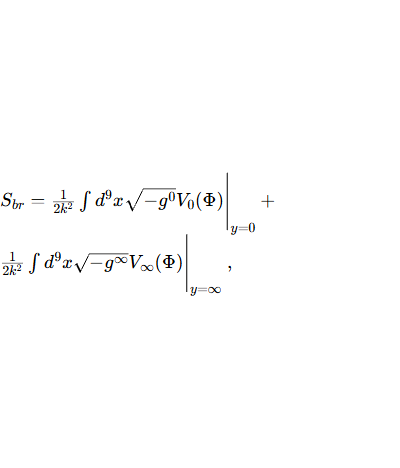 $S_{br} = \frac{1}{2k^2} \int d^9x \sqrt{-g^0} V_0(\Phi) \Big|_{y=0} +$
$\frac{1}{2k^2} \int d^9x \sqrt{-g^\infty} V_\infty(\Phi) \Big|_{y=\infty} ,$